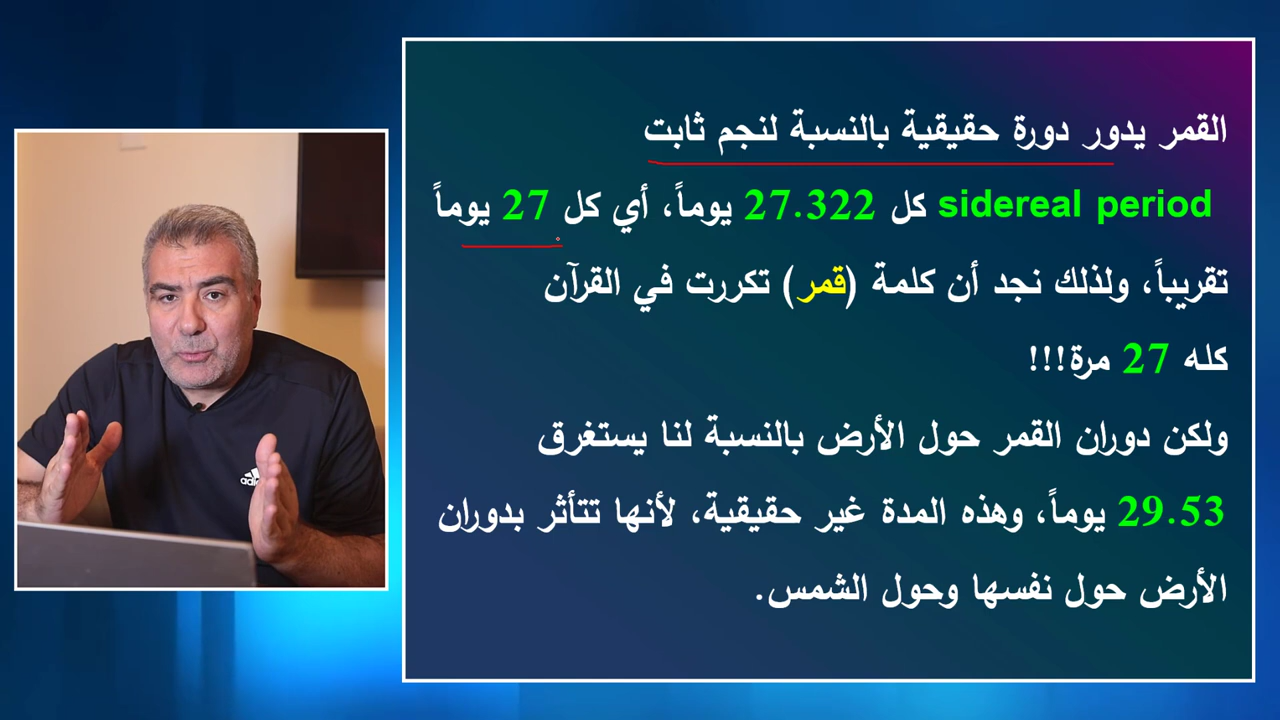 القمر يدور دورة حقيقية بالنسبة لنجم ثابت
sidereal period كل 27.322 يوماً، أي كل 27 يوماً
تقريباً، ولذلك نجد أن كلمة (قمر) تكررت في القرآن
كله 27 مرة!!!
ولكن دوران القمر حول الأرض بالنسبة لنا يستغرق
29.53 يوماً، وهذه المدة غير حقيقية، لأنها تتأثر بدوران
الأرض حول نفسها وحول الشمس.